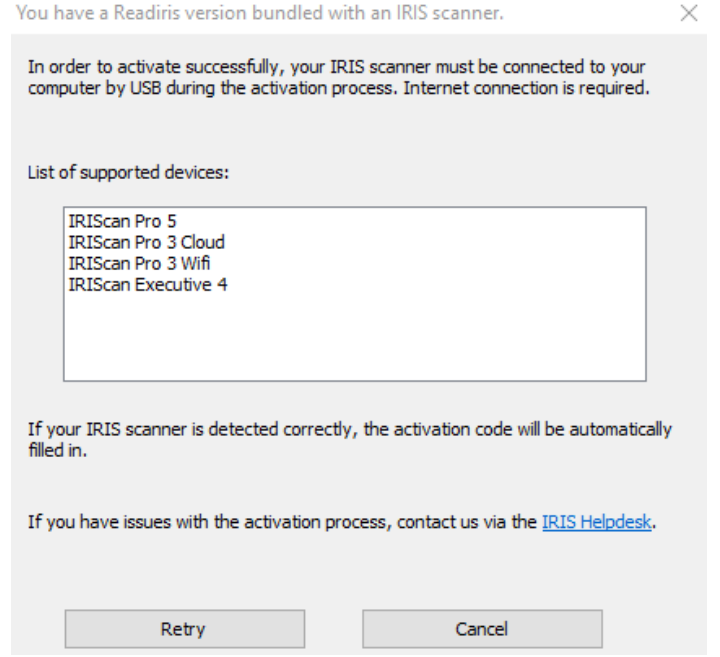 You have a Readiris version bundled with an IRIS scanner.
In order to activate successfully, your IRIS scanner must be connected to your
computer by USB during the activation process. Internet connection is required.
List of supported devices:
IRIScan Pro 5
IRIScan Pro 3 Cloud
IRIScan Pro 3 Wifi
IRIScan Executive 4
If your IRIS scanner is detected correctly, the activation code will be automatically
filled in.
If you have issues with the activation process, contact us via the IRIS Helpdesk.
Retry
Cancel